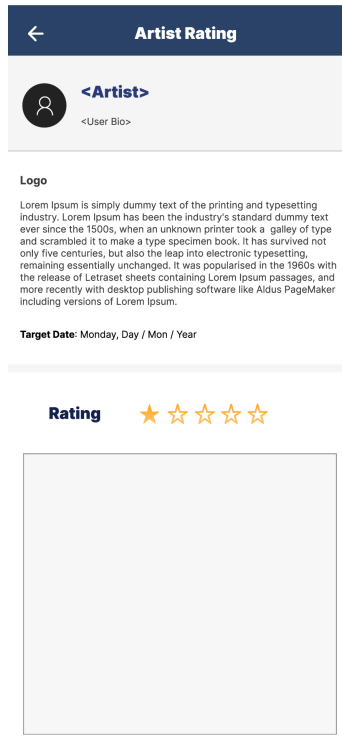 Artist Rating
<Artist>
<User Bio>
Logo
Lorem Ipsum is simply dummy text of the printing and typesetting
industry. Lorem Ipsum has been the industry's standard dummy text
ever since the 1500s, when an unknown printer took a galley of type
and scrambled it to make a type specimen book. It has survived not
only five centuries, but also the leap into electronic typesetting,
remaining essentially unchanged. It was popularised in the 1960s with
the release of Letraset sheets containing Lorem Ipsum passages, and
more recently with desktop publishing software like Aldus PageMaker
including versions of Lorem Ipsum.
Target Date: Monday, Day / Mon / Year
Rating